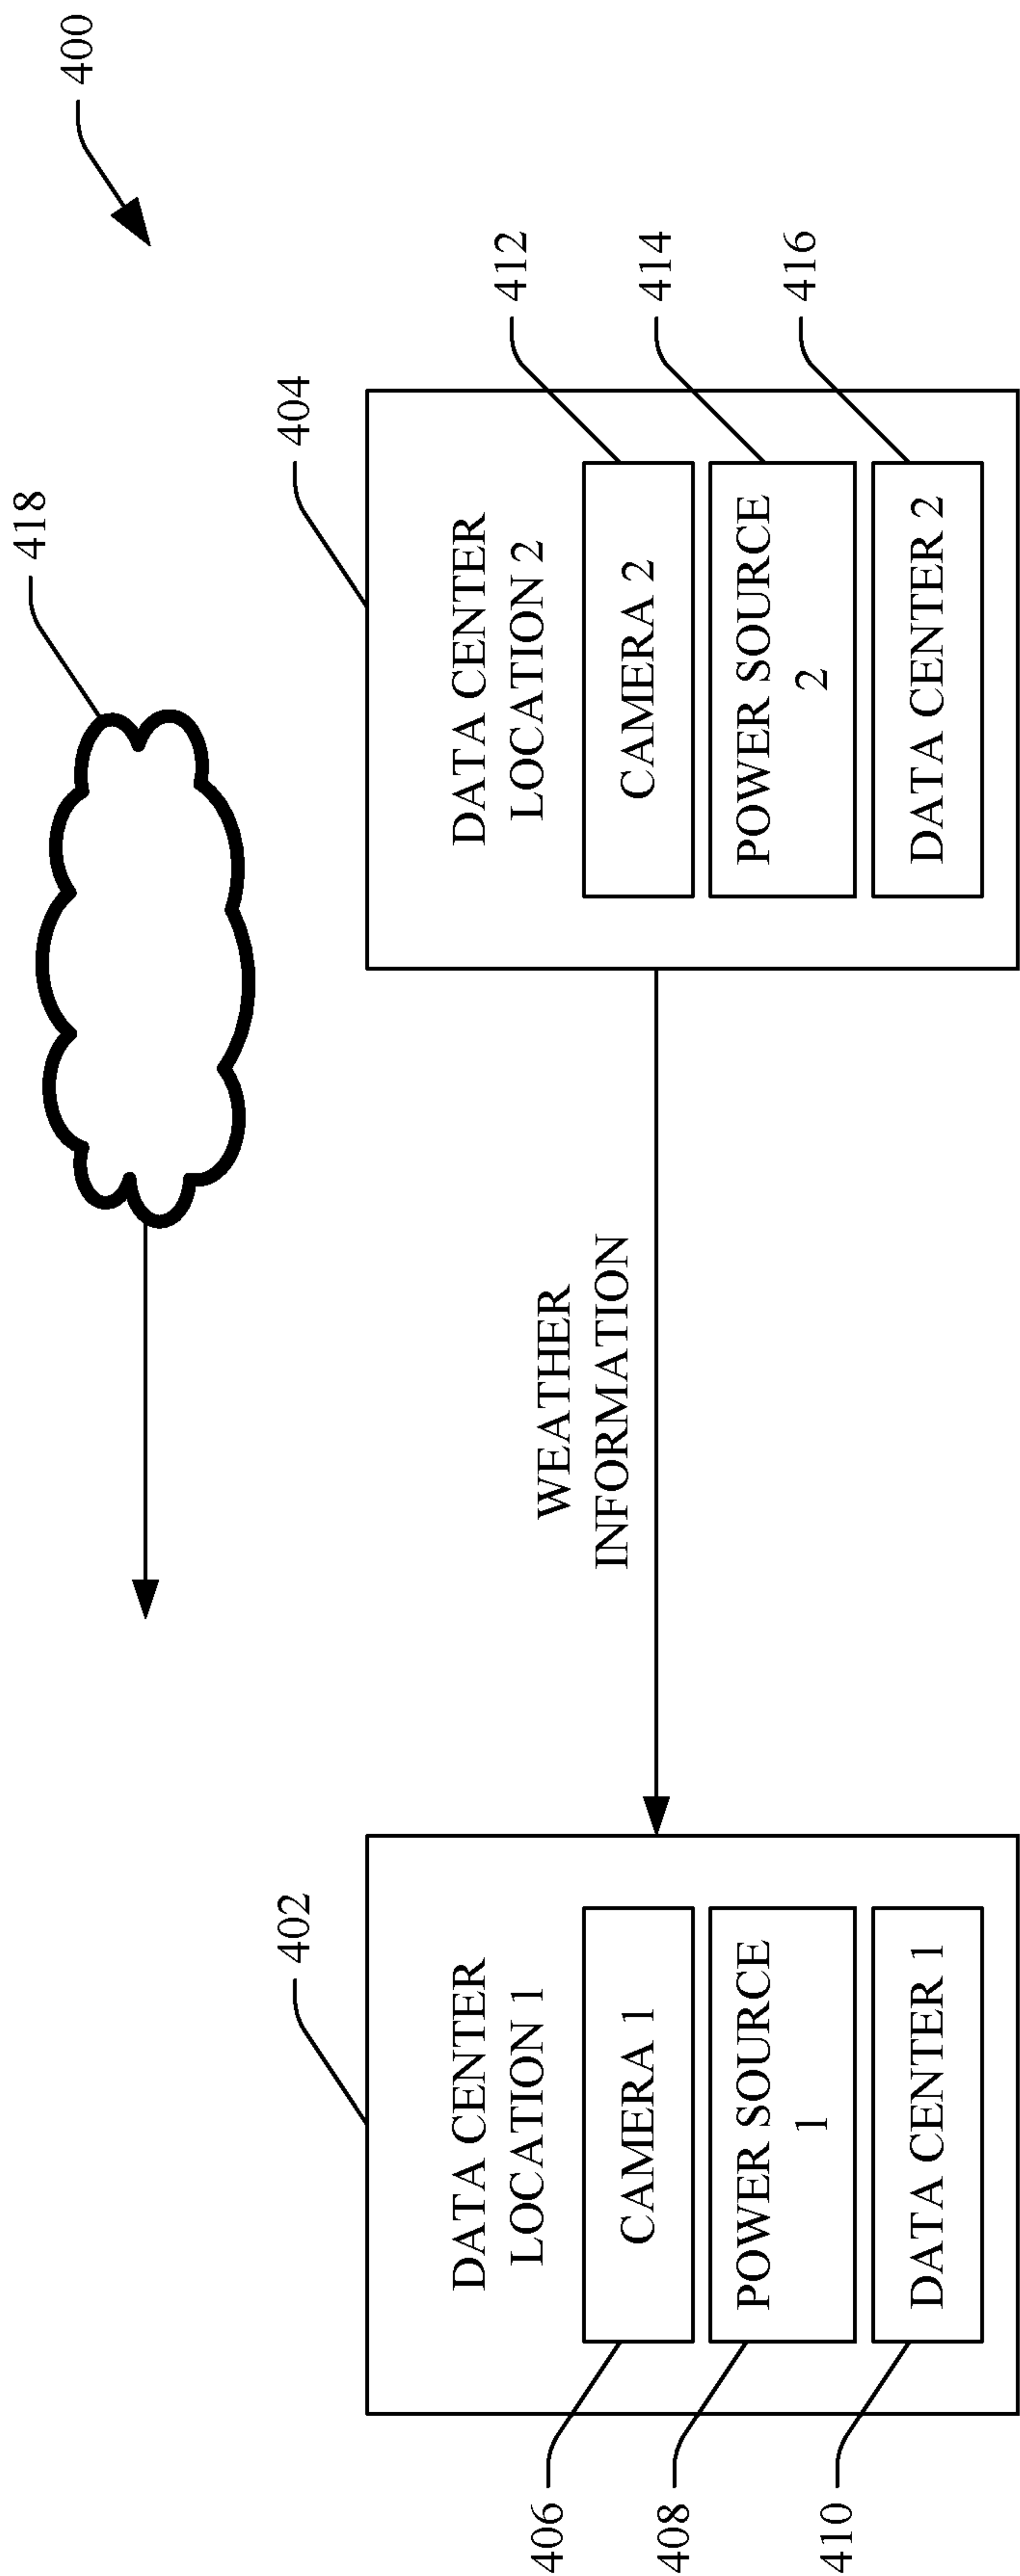 400
418
402
404
DATA CENTER
LOCATION 1
CAMERA 1
POWER SOURCE
1
DATA CENTER 1
406
408
410
WEATHER
INFORMATION
DATA CENTER
LOCATION 2
CAMERA 2
POWER SOURCE
2
DATA CENTER 2
412
414
416